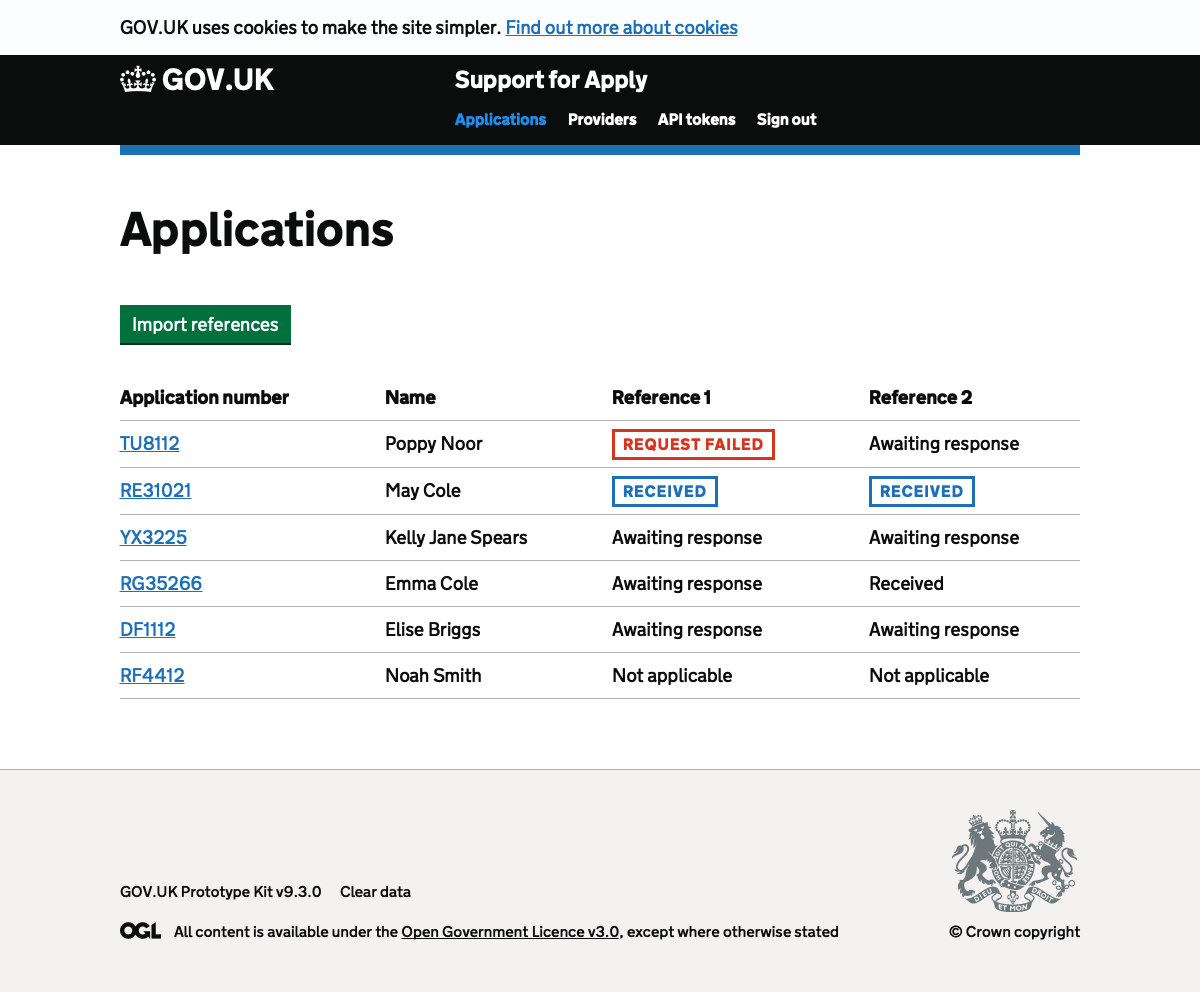 GOV.UK uses cookies to make the site simpler. Find out more about cookies
GOV.UK
Support for Apply
Applications Providers API tokens Sign out
Applications
Import references
Application number Name Reference 1 Reference 2
TU8112 Poppy Noor REQUEST FAILED Awaiting response
RE31021 May Cole RECEIVED RECEIVED
YX3225 Kelly Jane Spears Awaiting response Awaiting response
RG35266 Emma Cole Awaiting response Received
DF1112 Elise Briggs Awaiting response Awaiting response
RF4412 Noah Smith Not applicable Not applicable
DIEU ET MON DROIT
GOV.UK Prototype Kit v9.3.0 Clear data
OGL All content is available under the Open Government Licence v3.0, except where otherwise stated
© Crown copyright